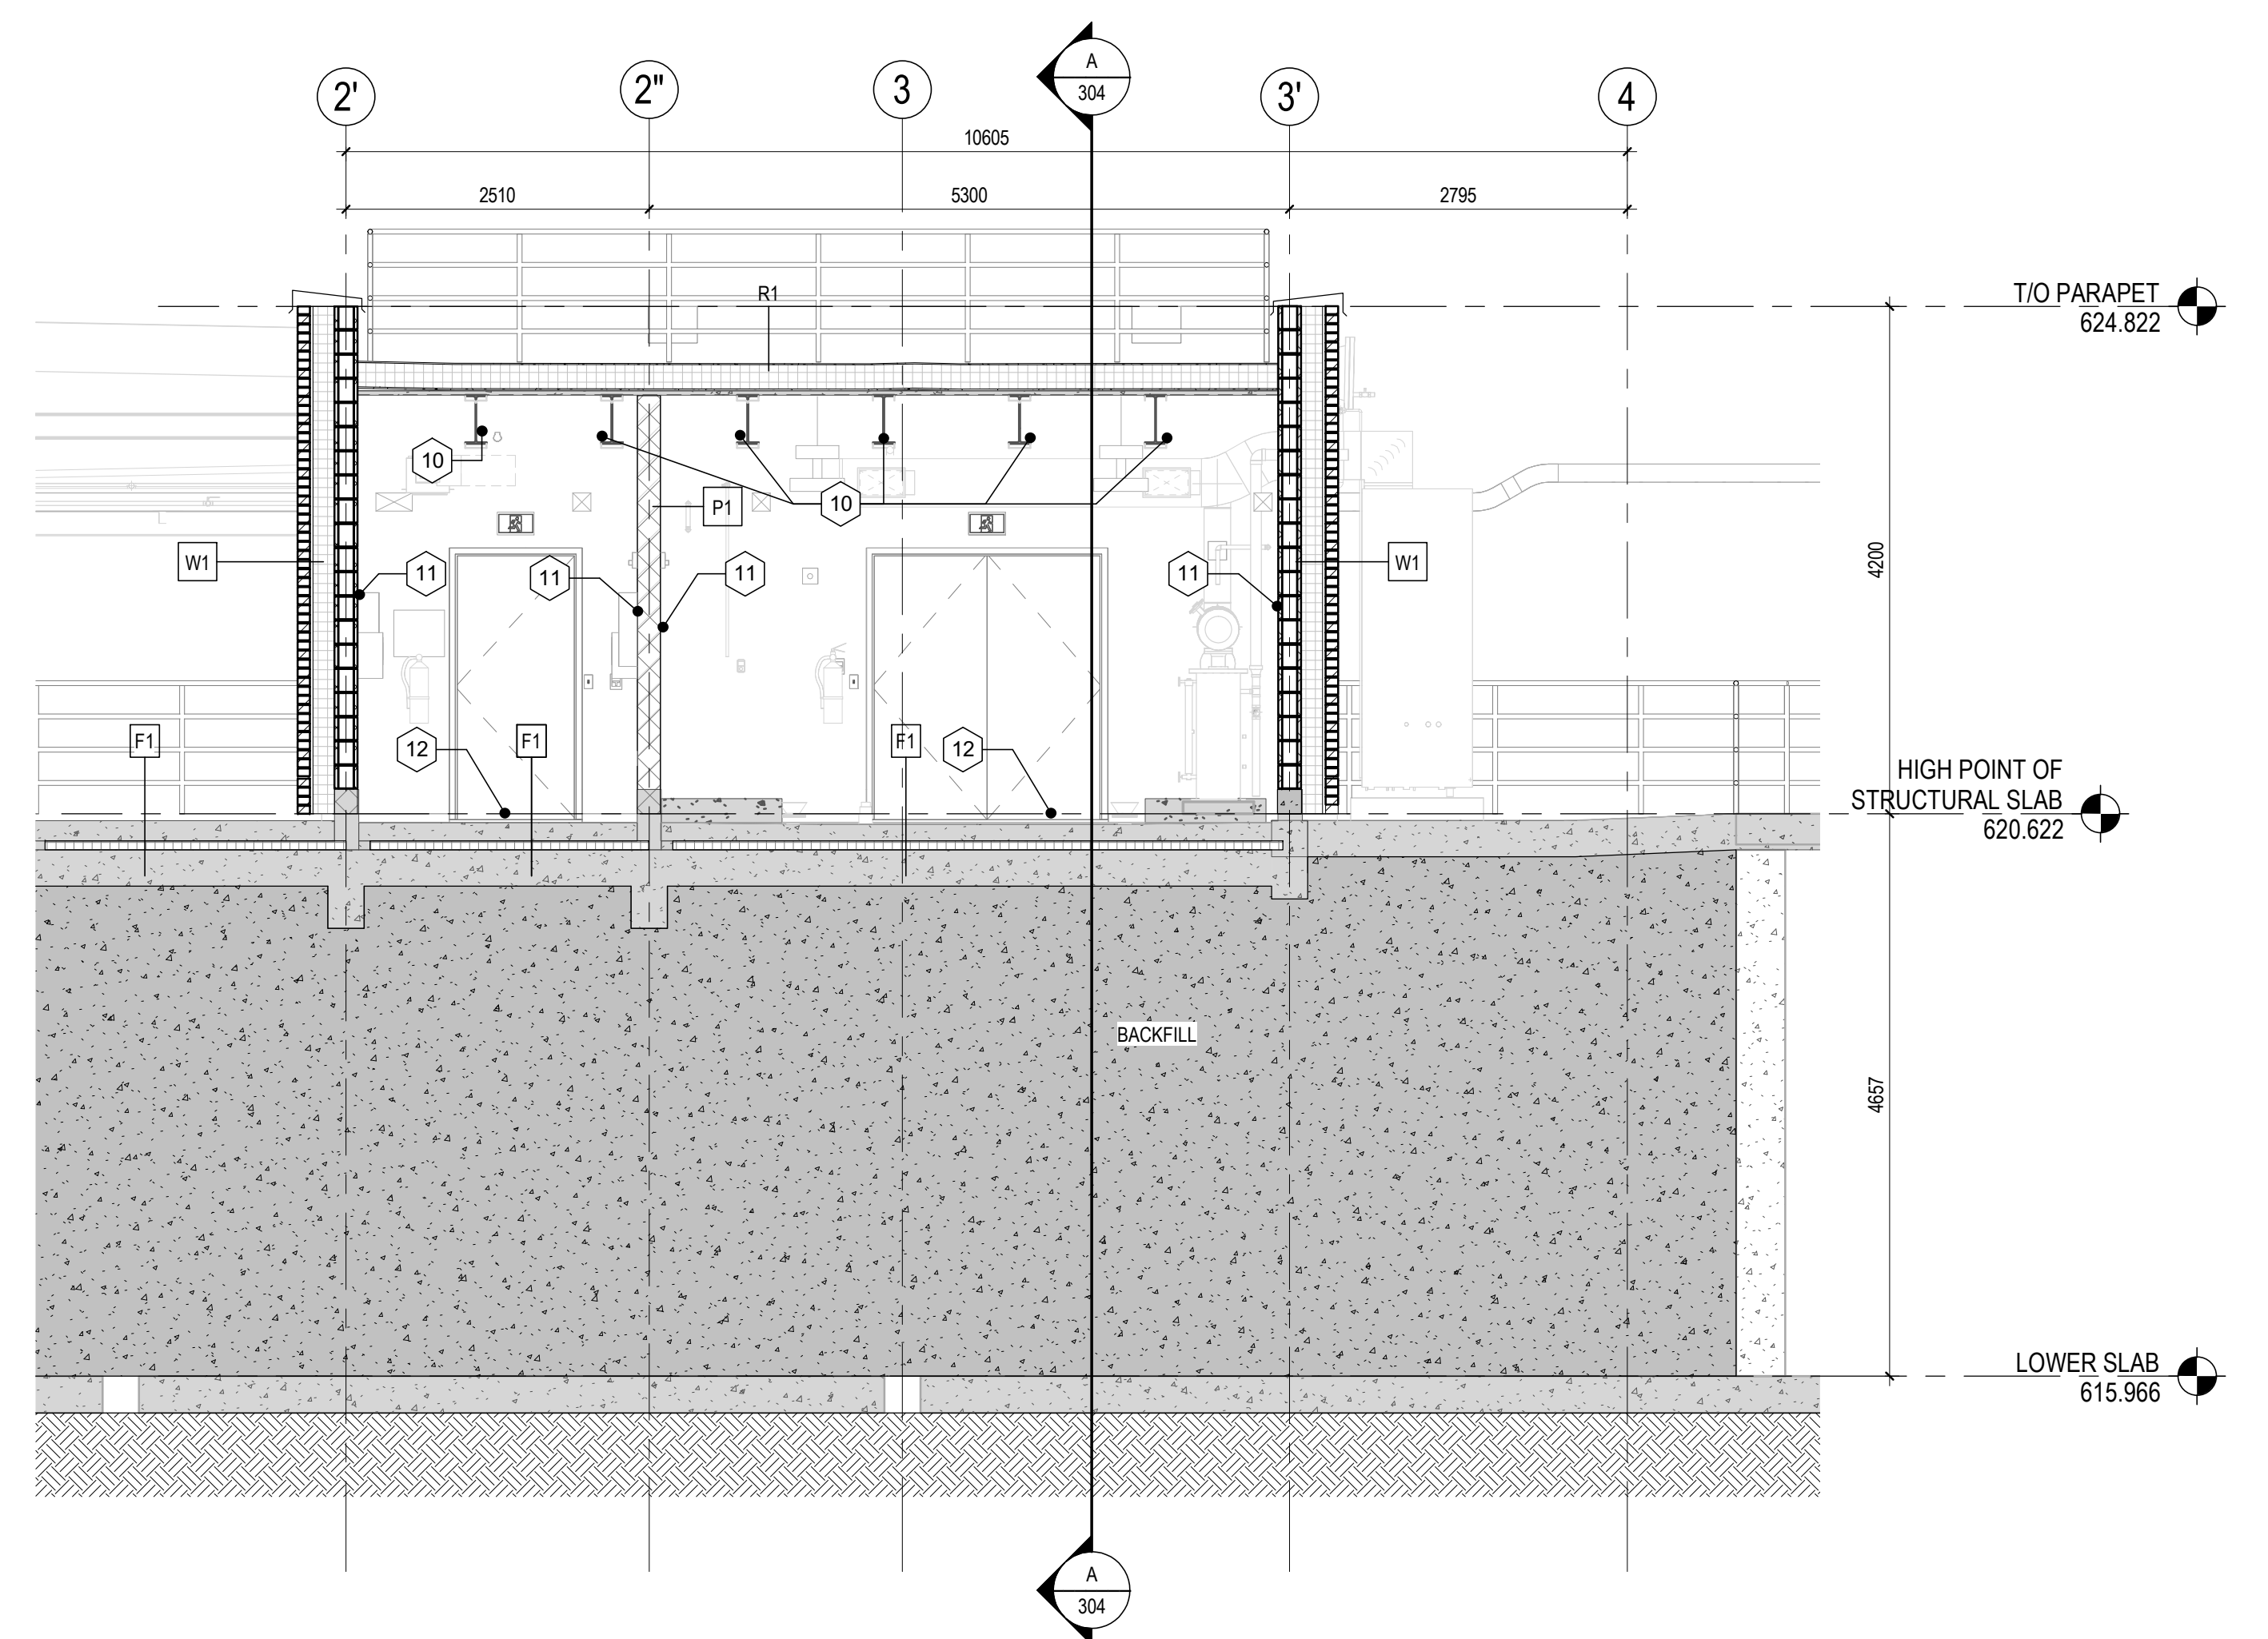 A
304
2'
2"
3
3'
4
10605
2510
5300
2795
R1
T/O PARAPET
624.822
10
P1
10
W1
11
11
11
11
W1
4200
F1
12
F1
F1
12
HIGH POINT OF
STRUCTURAL SLAB
620.622
BACKFILL
4657
LOWER SLAB
615.966
A
304